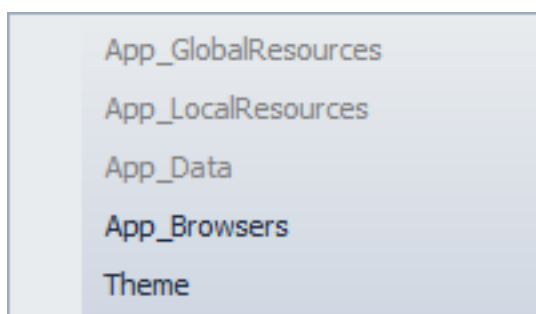 App_GlobalResources
App_LocalResources
App_Data
App_Browsers
Theme